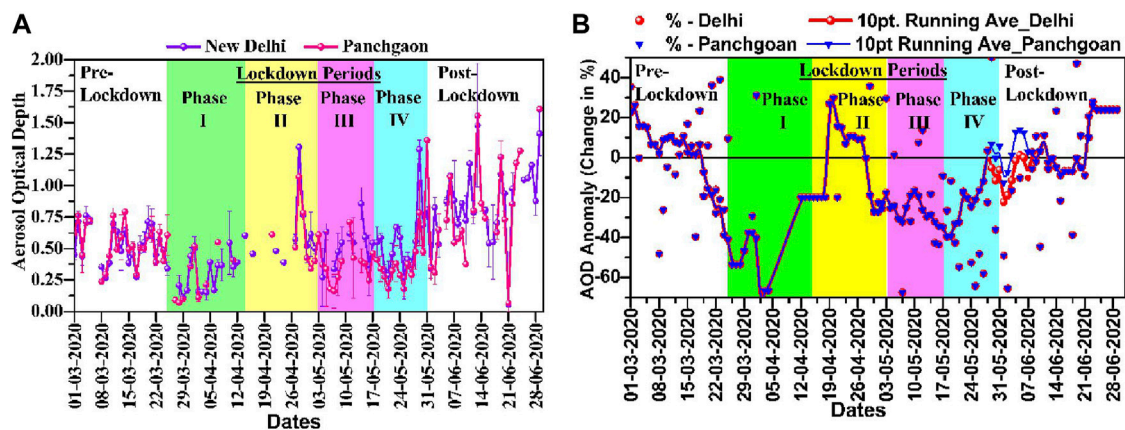 A
New Delhi Panchgaon
Aerosol Optical Depth
2.00
1.75
1.50
1.25
1.00
0.75
0.50
0.25
0.00
Pre-
Lockdown
Lockdown Periods
Phase
I
Phase
II
Phase
III
Phase
IV
Post-
Lockdown
01-03-2020
08-03-2020
15-03-2020
22-03-2020
29-03-2020
05-04-2020
12-04-2020
19-04-2020
26-04-2020
03-05-2020
10-05-2020
17-05-2020
24-05-2020
31-05-2020
07-06-2020
14-06-2020
21-06-2020
28-06-2020
Dates
B
% - Delhi 10pt. Running Ave_Delhi
% - Panchgoan 10pt Running Ave_Panchgoan
AOD Anomaly (Change in %)
40
20
0
-20
-40
-60
Pre-
Lockdown
Lockdown Periods
Phase
I
Phase
II
Phase
III
Phase
IV
Post-
Lockdown
01-03-2020
08-03-2020
15-03-2020
22-03-2020
29-03-2020
05-04-2020
12-04-2020
19-04-2020
26-04-2020
03-05-2020
10-05-2020
17-05-2020
24-05-2020
31-05-2020
07-06-2020
14-06-2020
21-06-2020
28-06-2020
Dates